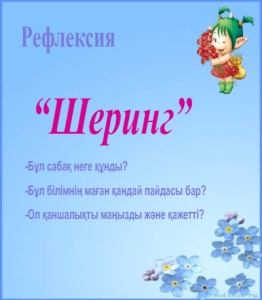 Рефлексия
“Шеринг”
-Бұл сабақ неге құнды?
-Бұл білімнің маған қандай пайдасы бар?
-Ол қаншалықты маңызды және қажетті?